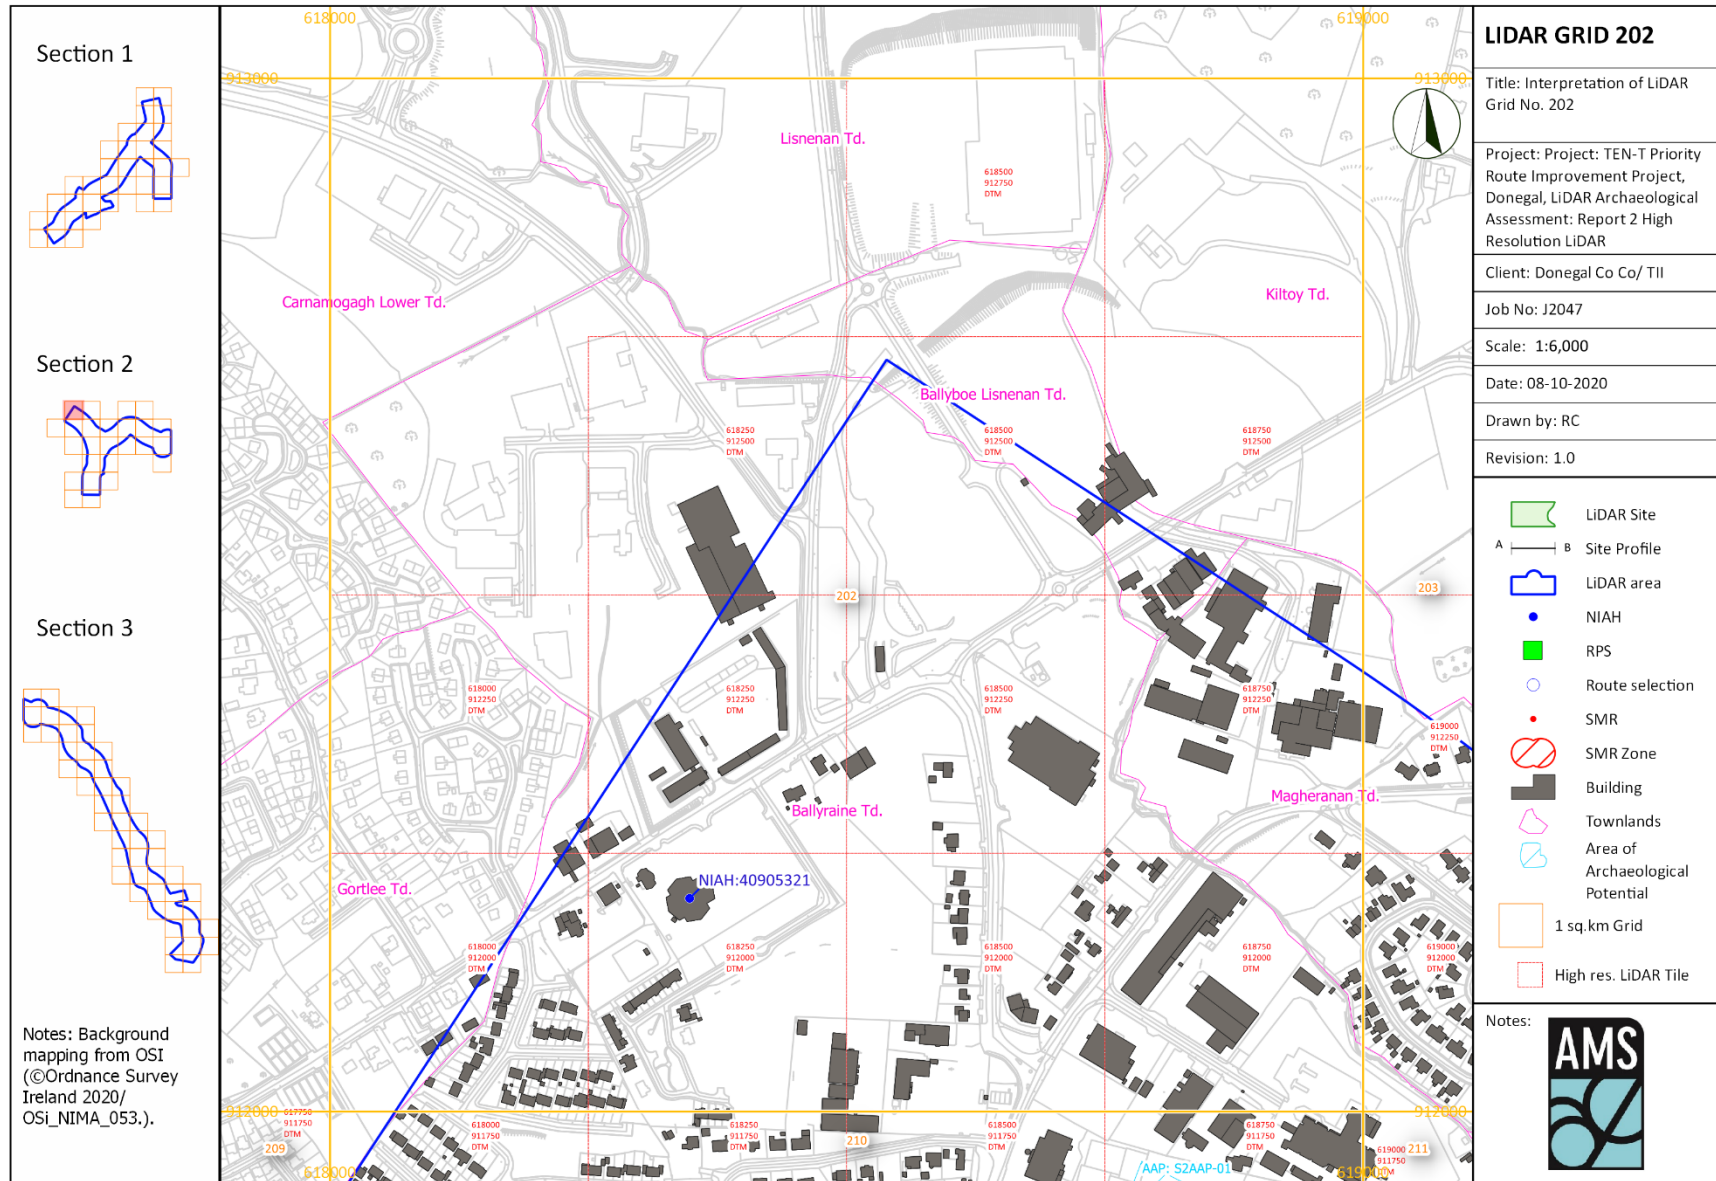 Section 1
Section 2
Section 3
Notes: Background
mapping from OSI
(©Ordnance Survey
Ireland 2020/
OSi_NIMA_053.).
618000
619000
913000
913000
Lisnenan Td.
618500
912750
DTM
Carnamogagh Lower Td.
Kiltoy Td.
Ballyboe Lisnenan Td.
618250
912500
DTM
618500
912500
DTM
618750
912500
DTM
202
203
618000
912250
DTM
618250
912250
DTM
618500
912250
DTM
618750
912250
DTM
619000
912250
DTM
Ballyraine Td.
Magheranan Td.
Gortlee Td.
NIAH:40905321
618000
912000
DTM
618250
912000
DTM
618500
912000
DTM
618750
912000
DTM
619000
912000
DTM
912000
912000
617750
911750
DTM
618000
911750
DTM
618250
911750
DTM
618500
911750
DTM
618750
911750
DTM
619000
911750
DTM
209
210
211
AAP: S2AAP-01
618000
619000
LIDAR GRID 202
Title: Interpretation of LiDAR
Grid No. 202
Project: Project: TEN-T Priority
Route Improvement Project,
Donegal, LiDAR Archaeological
Assessment: Report 2 High
Resolution LiDAR
Client: Donegal Co Co/ TII
Job No: J2047
Scale: 1:6,000
Date: 08-10-2020
Drawn by: RC
Revision: 1.0
LiDAR Site
A B Site Profile
LiDAR area
NIAH
RPS
Route selection
SMR
SMR Zone
Building
Townlands
Area of
Archaeological
Potential
1 sq.km Grid
High res. LiDAR Tile
Notes:
AMS